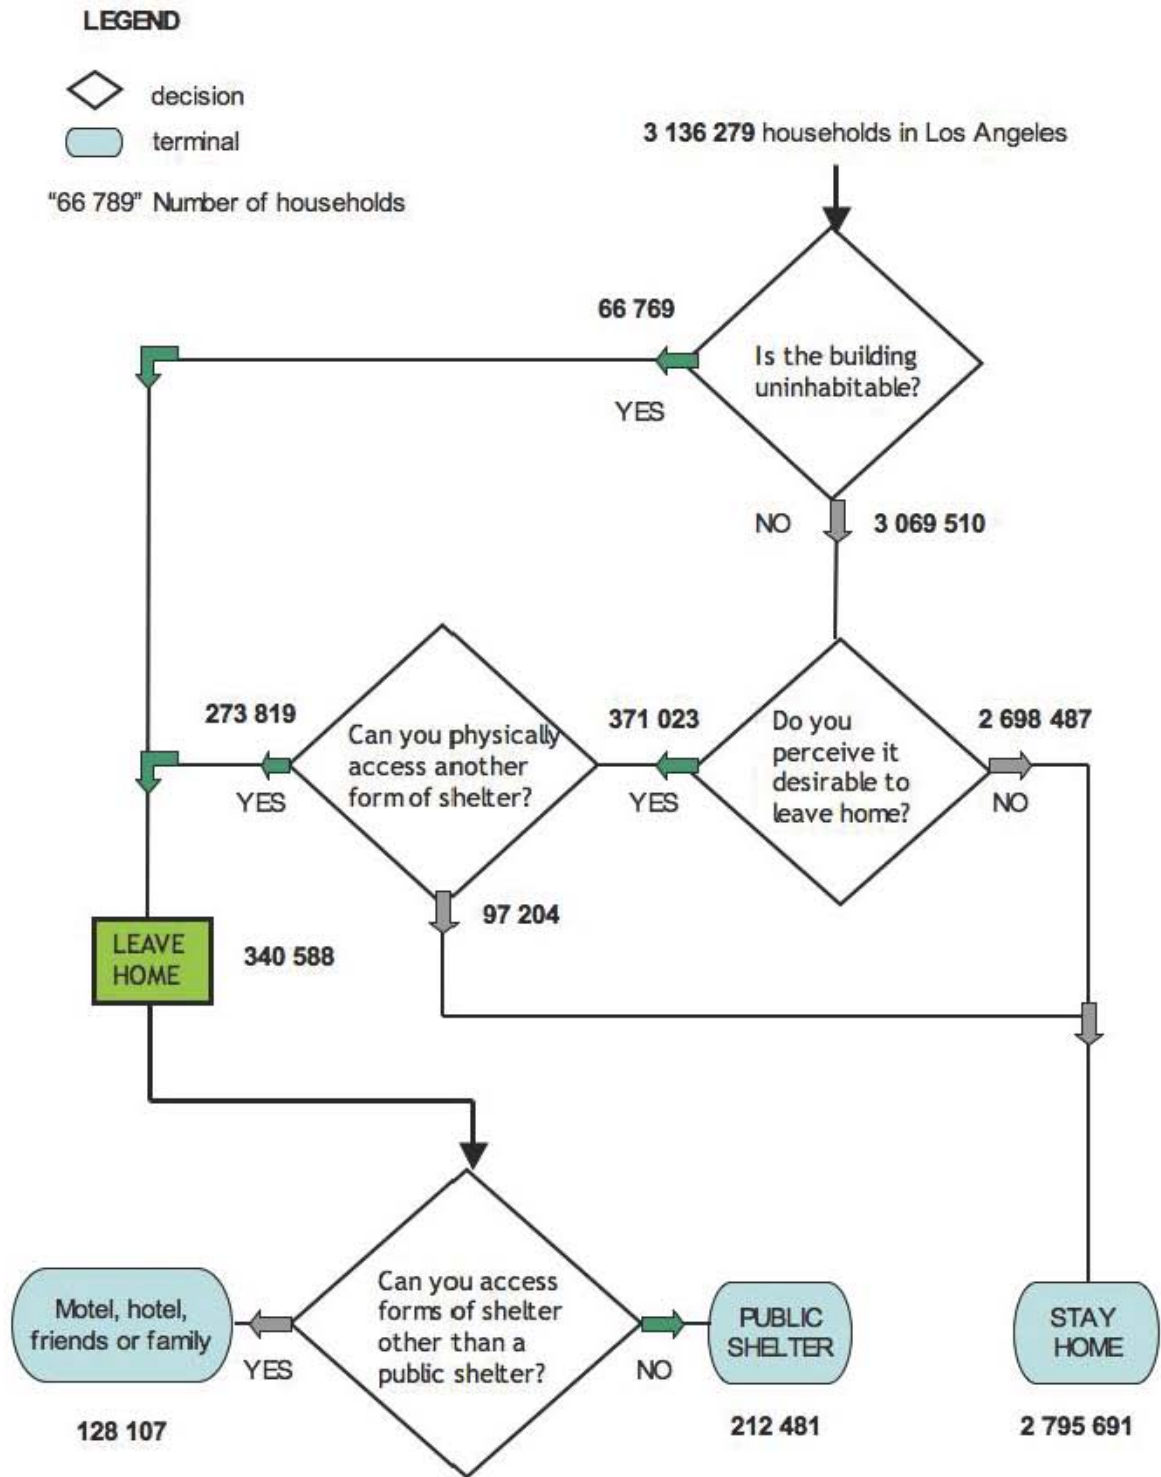 LEGEND
decision
terminal
"66 789" Number of households
3 136 279 households in Los Angeles
66 769
Is the building
uninhabitable?
YES
NO
3 069 510
273 819
Can you physically
access another
form of shelter?
YES
371 023
YES
Do you
perceive it
desirable to
leave home?
2 698 487
NO
97 204
LEAVE
HOME
340 588
Motel, hotel,
friends or family
YES
128 107
Can you access
forms of shelter
other than a
public shelter?
NO
PUBLIC
SHELTER
212 481
STAY
HOME
2 795 691